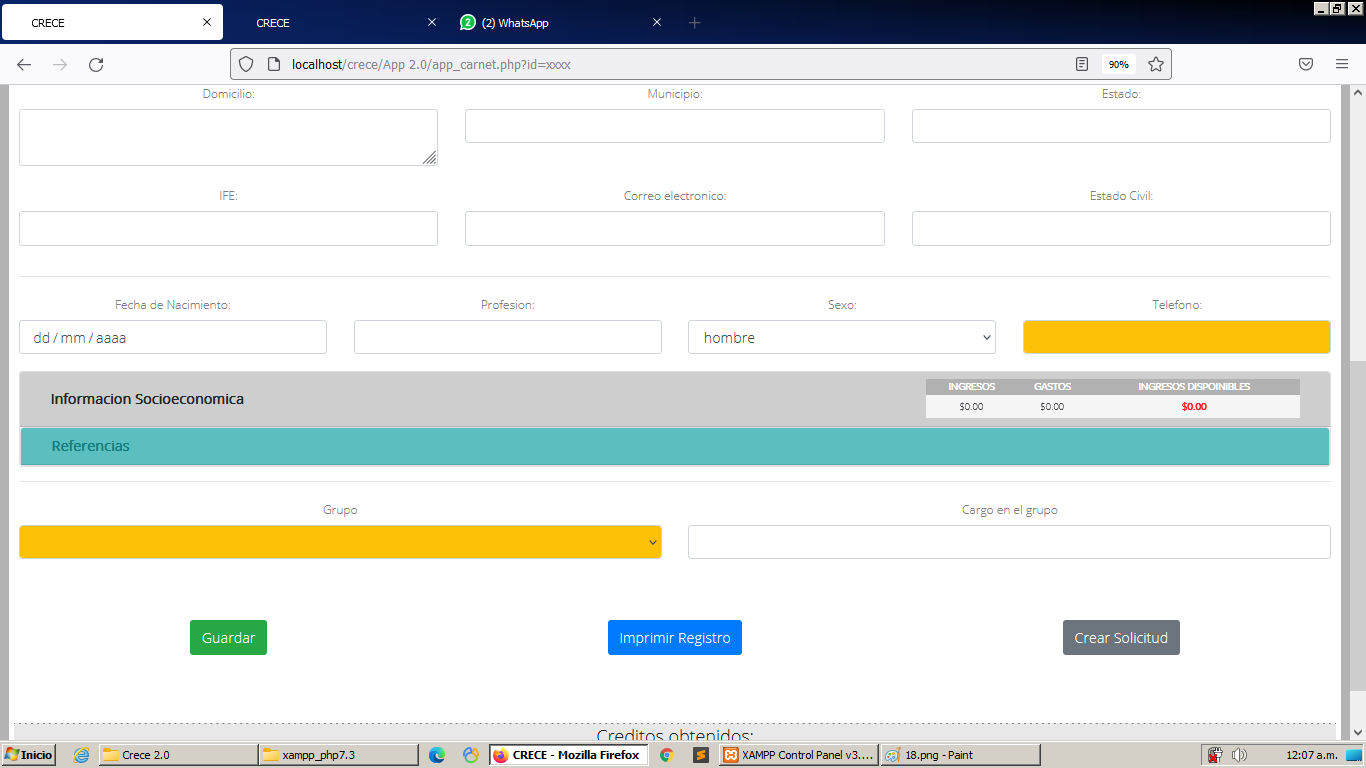 CRECE
CRECE
2 (2) WhatsApp
localhost/crece/App 2.0/app_carnet.php?id=xxxx
90%
Domicilio: Municipio: Estado:
IFE: Correo electronico: Estado Civil:
Fecha de Nacimiento: Profesion: Sexo: Telefono:
dd / mm / aaaa hombre
Informacion Socioeconomica
INGRESOS GASTOS INGRESOS DISPOINIBLES
$0.00 $0.00 $0.00
Referencias
Grupo Cargo en el grupo
Guardar Imprimir Registro Crear Solicitud
Creditos obtenidos:
Inicio Crece 2.0 xampp_php7.3 CRECE - Mozilla Firefox XAMPP Control Panel v3.... 18.png - Paint 12:07 a.m.